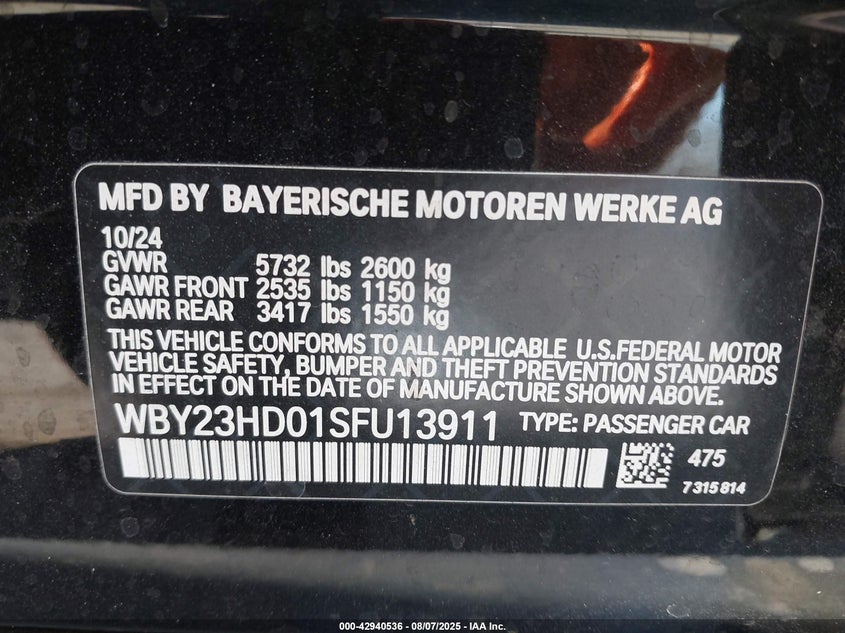 MFD BY BAYERISCHE MOTOREN WERKE AG
10/24
GVWR 5732 lbs 2600 kg
GAWR FRONT 2535 lbs 1150 kg
GAWR REAR 3417 lbs 1550 kg
THIS VEHICLE CONFORMS TO ALL APPLICABLE U.S.FEDERAL MOTOR
VEHICLE SAFETY, BUMPER AND THEFT PREVENTION STANDARDS
IN EFFECT ON THE DATE OF MANUFACTURE SHOWN ABOVE.
WBY23HD01SFU13911 TYPE: PASSENGER CAR
475
7315814
000-42940536 - 08/07/2025 - IAA Inc.